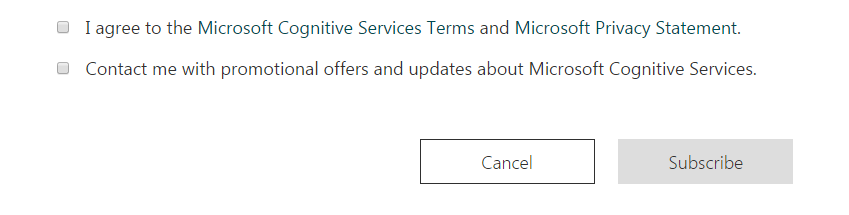 I agree to the Microsoft Cognitive Services Terms and Microsoft Privacy Statement.
Contact me with promotional offers and updates about Microsoft Cognitive Services.
Cancel Subscribe